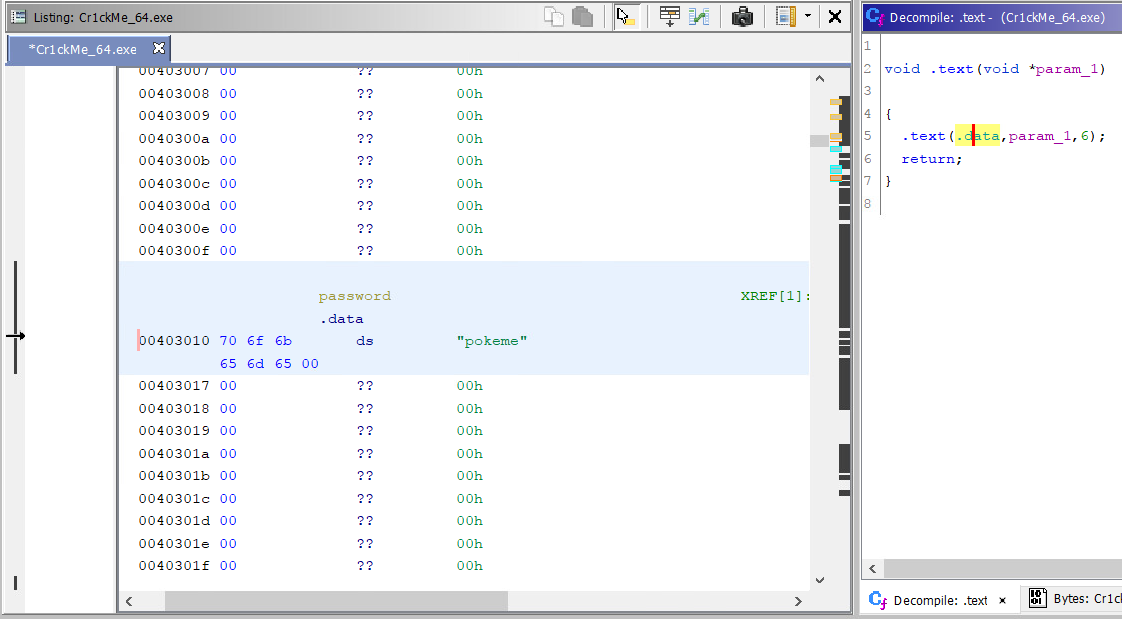 Listing: Cr1ckMe_64.exe
*Cr1ckMe_64.exe
00403007 00 ?? 00h
00403008 00 ?? 00h
00403009 00 ?? 00h
0040300a 00 ?? 00h
0040300b 00 ?? 00h
0040300c 00 ?? 00h
0040300d 00 ?? 00h
0040300e 00 ?? 00h
0040300f 00 ?? 00h
password XREF[1]:
.data
00403010 70 6f 6b ds "pokeme"
65 6d 65 00
00403017 00 ?? 00h
00403018 00 ?? 00h
00403019 00 ?? 00h
0040301a 00 ?? 00h
0040301b 00 ?? 00h
0040301c 00 ?? 00h
0040301d 00 ?? 00h
0040301e 00 ?? 00h
0040301f 00 ?? 00h
Decompile: .text - (Cr1ckMe_64.exe)
1
2 void .text(void *param_1)
3
4 {
5 .text(.data,param_1,6);
6 return;
7 }
8
Decompile: .text
Bytes: Cr1c